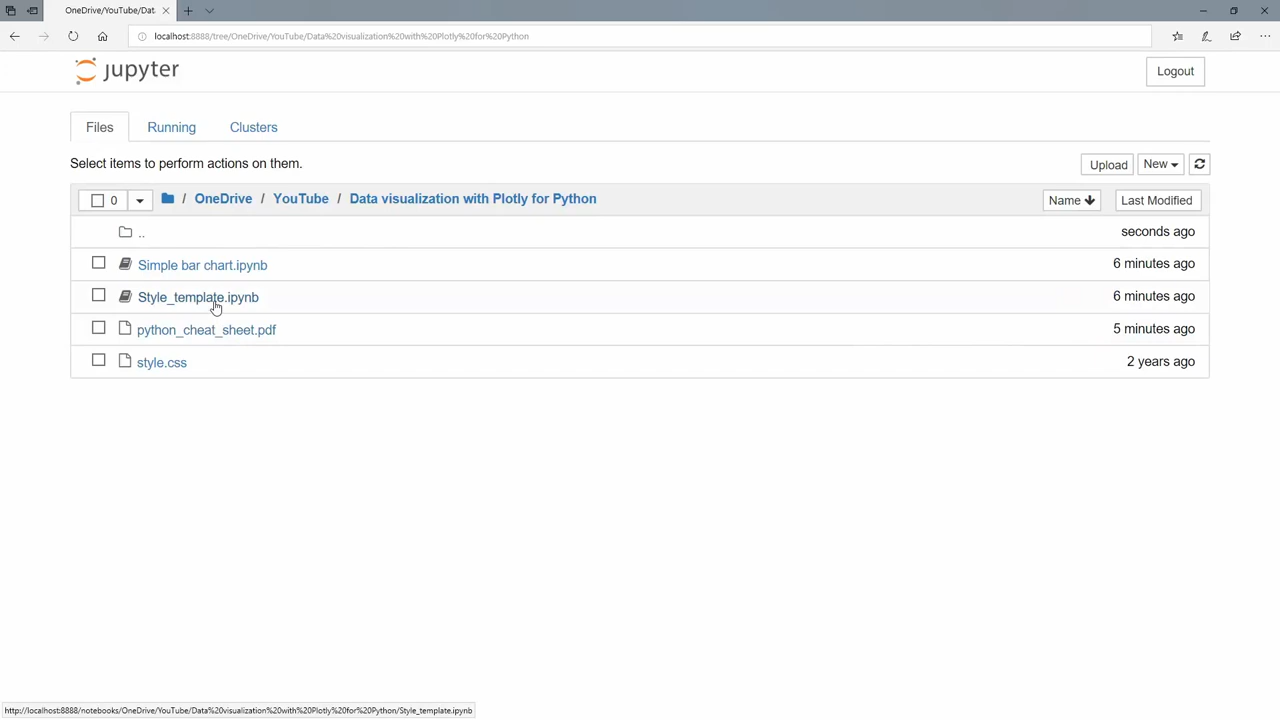 OneDrive/YouTube/Dat
localhost:8888/tree/OneDrive/YouTube/Data%20visualization%20with%20Plotly%20for%20Python
jupyter
Logout
Files Running Clusters
Select items to perform actions on them.
Upload New
0 / OneDrive / YouTube / Data visualization with Plotly for Python Name Last Modified
.. seconds ago
Simple bar chart.ipynb 6 minutes ago
Style_template.ipynb 6 minutes ago
python_cheat_sheet.pdf 5 minutes ago
style.css 2 years ago
http://localhost:8888/notebooks/OneDrive/YouTube/Data%20visualization%20with%20Plotly%20for%20Python/Style_template.ipynb